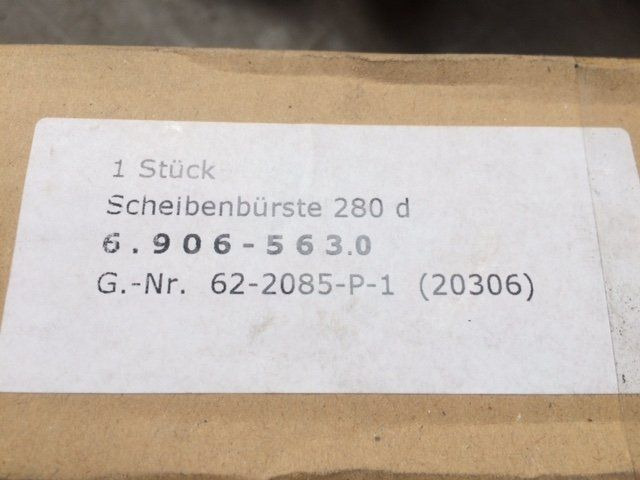 1 Stück
Scheibenbürste 280 d
6.906-563.0
G.-Nr. 62-2085-P-1 (20306)